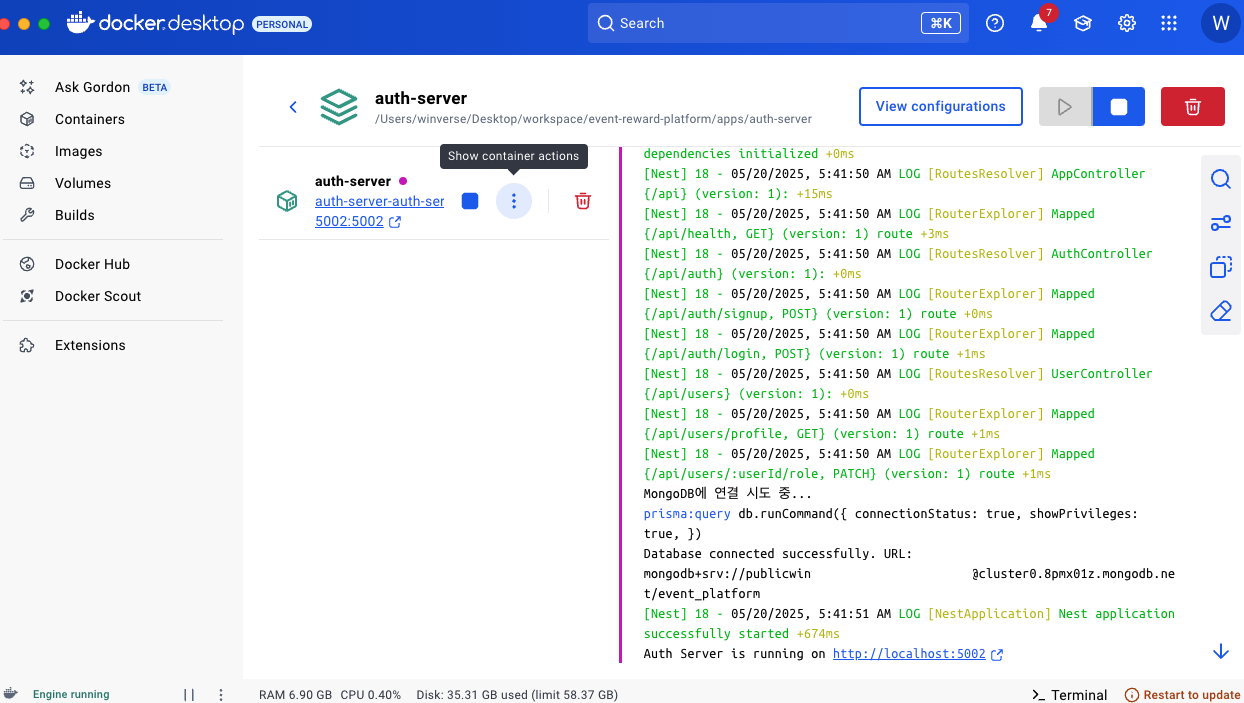 docker.desktop PERSONAL
Search
⌘K
7
W
Ask Gordon BETA
Containers
Images
Volumes
Builds
Docker Hub
Docker Scout
Extensions
auth-server
/Users/winverse/Desktop/workspace/event-reward-platform/apps/auth-server
View configurations
Show container actions
auth-server
auth-server-auth-ser
5002:5002
dependencies initialized +0ms
[Nest] 18 - 05/20/2025, 5:41:50 AM LOG [RoutesResolver] AppController
{/api} (version: 1): +15ms
[Nest] 18 - 05/20/2025, 5:41:50 AM LOG [RouterExplorer] Mapped
{/api/health, GET} (version: 1) route +3ms
[Nest] 18 - 05/20/2025, 5:41:50 AM LOG [RoutesResolver] AuthController
{/api/auth} (version: 1): +0ms
[Nest] 18 - 05/20/2025, 5:41:50 AM LOG [RouterExplorer] Mapped
{/api/auth/signup, POST} (version: 1) route +0ms
[Nest] 18 - 05/20/2025, 5:41:50 AM LOG [RouterExplorer] Mapped
{/api/auth/login, POST} (version: 1) route +1ms
[Nest] 18 - 05/20/2025, 5:41:50 AM LOG [RoutesResolver] UserController
{/api/users} (version: 1): +0ms
[Nest] 18 - 05/20/2025, 5:41:50 AM LOG [RouterExplorer] Mapped
{/api/users/profile, GET} (version: 1) route +1ms
[Nest] 18 - 05/20/2025, 5:41:50 AM LOG [RouterExplorer] Mapped
{/api/users/:userId/role, PATCH} (version: 1) route +1ms
MongoDB에 연결 시도 중...
prisma:query db.runCommand({ connectionStatus: true, showPrivileges:
true, })
Database connected successfully. URL:
mongodb+srv://publicwin @cluster0.8pmx01z.mongodb.ne
t/event_platform
[Nest] 18 - 05/20/2025, 5:41:51 AM LOG [NestApplication] Nest application
successfully started +674ms
Auth Server is running on http://localhost:5002
Engine running
RAM 6.90 GB CPU 0.40% Disk: 35.31 GB used (limit 58.37 GB)
>_ Terminal
Restart to update